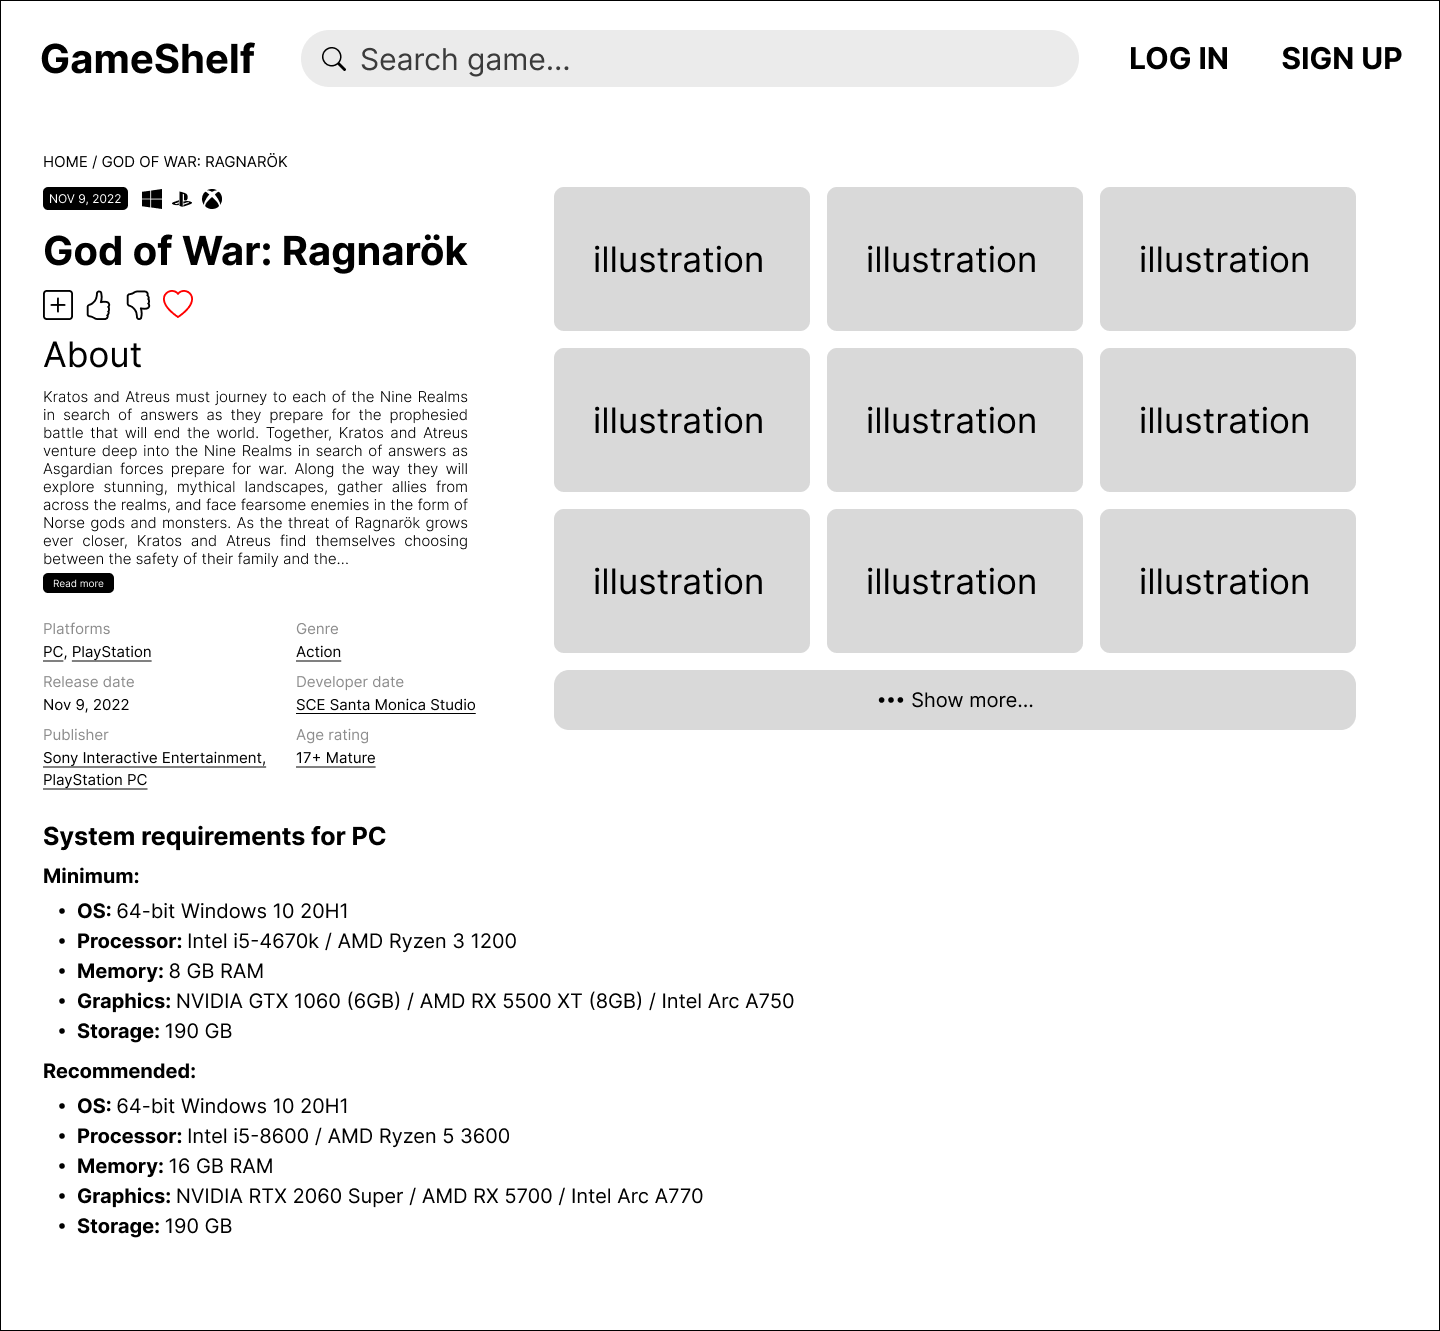 GameShelf
Search game...
LOG IN
SIGN UP
HOME / GOD OF WAR: RAGNARÖK
NOV 9, 2022
God of War: Ragnarök
About
Kratos and Atreus must journey to each of the Nine Realms
in search of answers as they prepare for the prophesied
battle that will end the world. Together, Kratos and Atreus
venture deep into the Nine Realms in search of answers as
Asgardian forces prepare for war. Along the way they will
explore stunning, mythical landscapes, gather allies from
across the realms, and face fearsome enemies in the form of
Norse gods and monsters. As the threat of Ragnarök grows
ever closer, Kratos and Atreus find themselves choosing
between the safety of their family and the...
Read more
Platforms
PC, PlayStation
Genre
Action
Release date
Nov 9, 2022
Developer date
SCE Santa Monica Studio
Publisher
Sony Interactive Entertainment,
PlayStation PC
Age rating
17+ Mature
illustration
illustration
illustration
illustration
illustration
illustration
illustration
illustration
illustration
••• Show more...
System requirements for PC
Minimum:
• OS: 64-bit Windows 10 20H1
• Processor: Intel i5-4670k / AMD Ryzen 3 1200
• Memory: 8 GB RAM
• Graphics: NVIDIA GTX 1060 (6GB) / AMD RX 5500 XT (8GB) / Intel Arc A750
• Storage: 190 GB
Recommended:
• OS: 64-bit Windows 10 20H1
• Processor: Intel i5-8600 / AMD Ryzen 5 3600
• Memory: 16 GB RAM
• Graphics: NVIDIA RTX 2060 Super / AMD RX 5700 / Intel Arc A770
• Storage: 190 GB